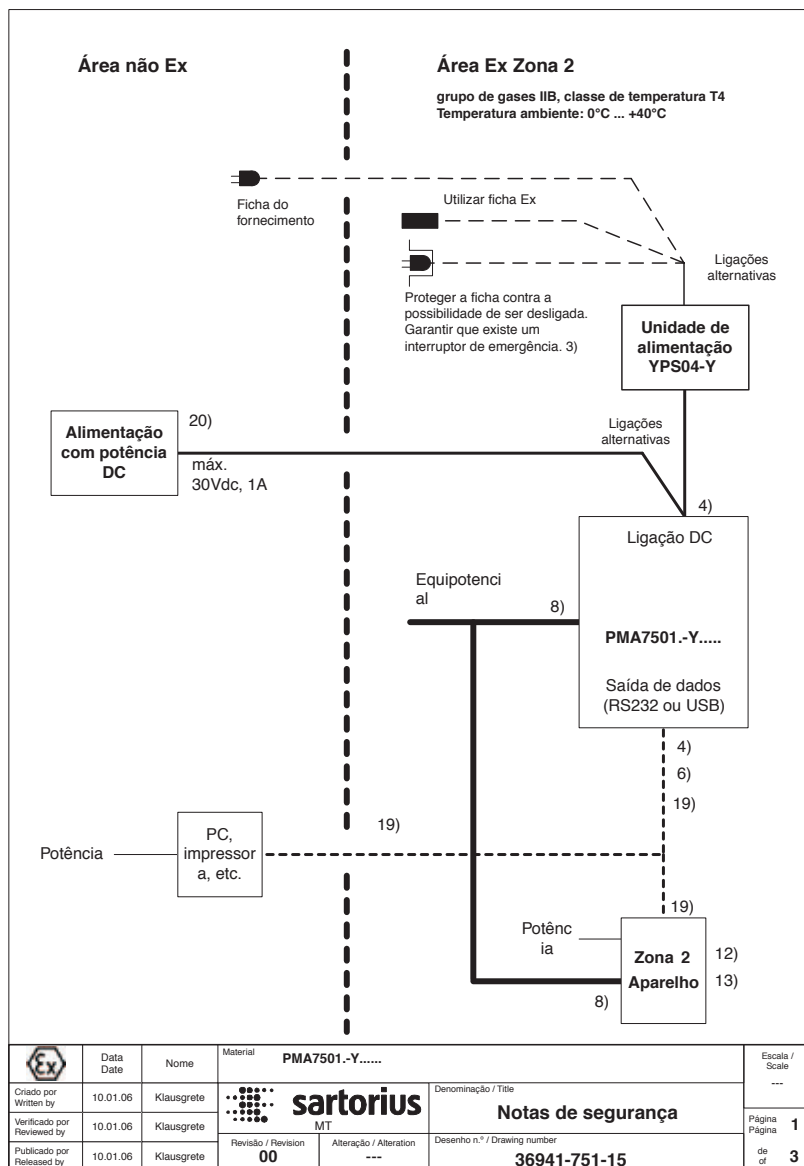 Área não Ex
Área Ex Zona 2
grupo de gases IIB, classe de temperatura T4
Temperatura ambiente: 0°C ... +40°C
Ficha do
fornecimento
Utilizar ficha Ex
Ligações
alternativas
Proteger a ficha contra a
possibilidade de ser desligada.
Garantir que existe um
interruptor de emergência. 3)
Unidade de
alimentação
YPS04-Y
Alimentação
com potência
DC
20)
máx.
30Vdc, 1A
Ligações
alternativas
4)
Ligação DC
Equipotenci
al
8)
PMA7501.-Y.....
Saída de dados
(RS232 ou USB)
4)
6)
19)
19)
Potência
PC,
impressor
a, etc.
19)
Potênc
ia
Zona 2
Aparelho
12)
13)
8)
Ex
Data
Date
Nome
Material
PMA7501.-Y......
Escala /
Scale
---
Criado por
Written by
10.01.06
Klausgrete
sartorius
MT
Denominação / Title
Notas de segurança
Verificado por
Reviewed by
10.01.06
Klausgrete
Página
Página
1
Publicado por
Released by
10.01.06
Klausgrete
Revisão / Revision
00
Alteração / Alteration
---
Desenho n.º / Drawing number
36941-751-15
de
of
3